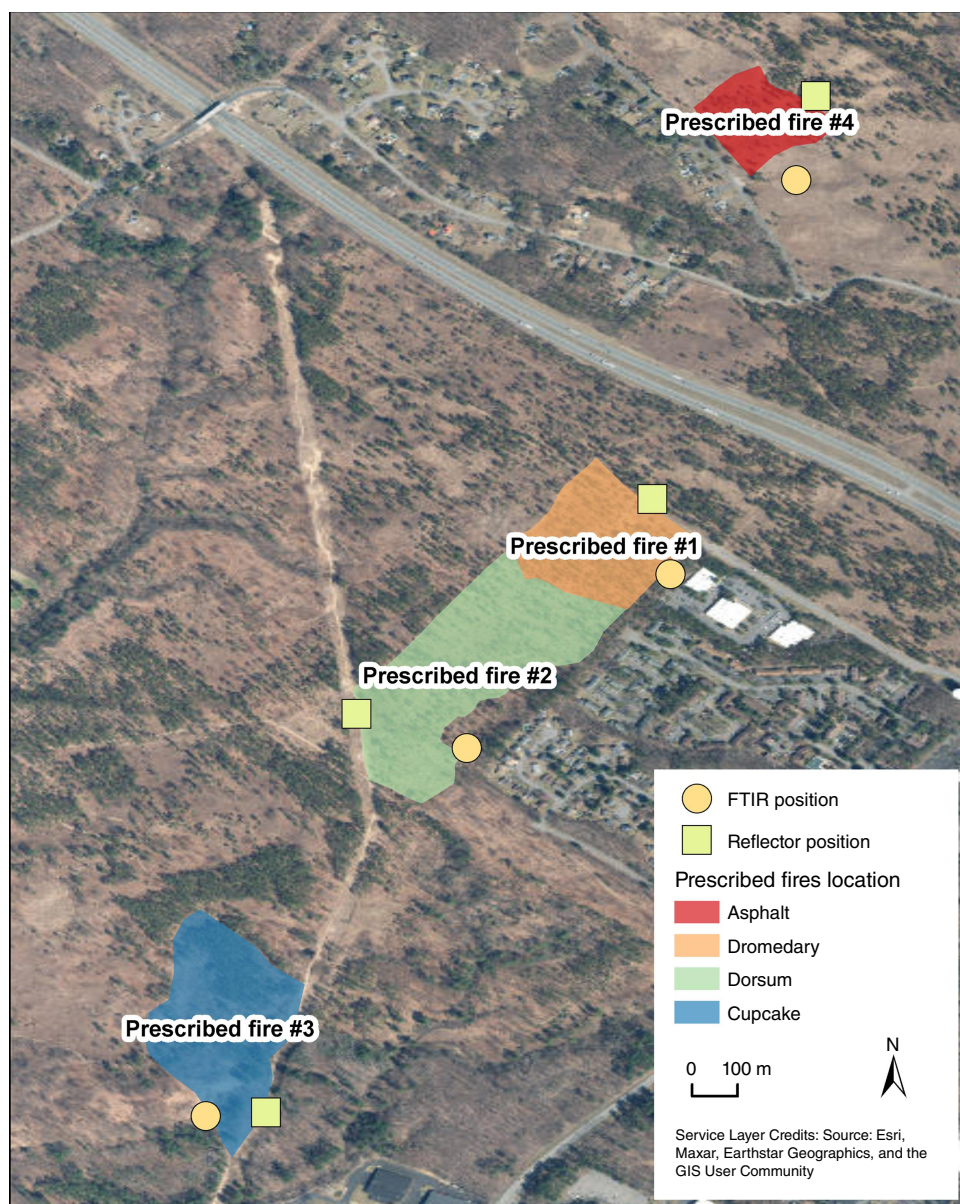 Prescribed fire #4
Prescribed fire #1
Prescribed fire #2
Prescribed fire #3
FTIR position
Reflector position
Prescribed fires location
Asphalt
Dromedary
Dorsum
Cupcake
0 100 m
N
Service Layer Credits: Source: Esri,
Maxar, Earthstar Geographics, and the
GIS User Community